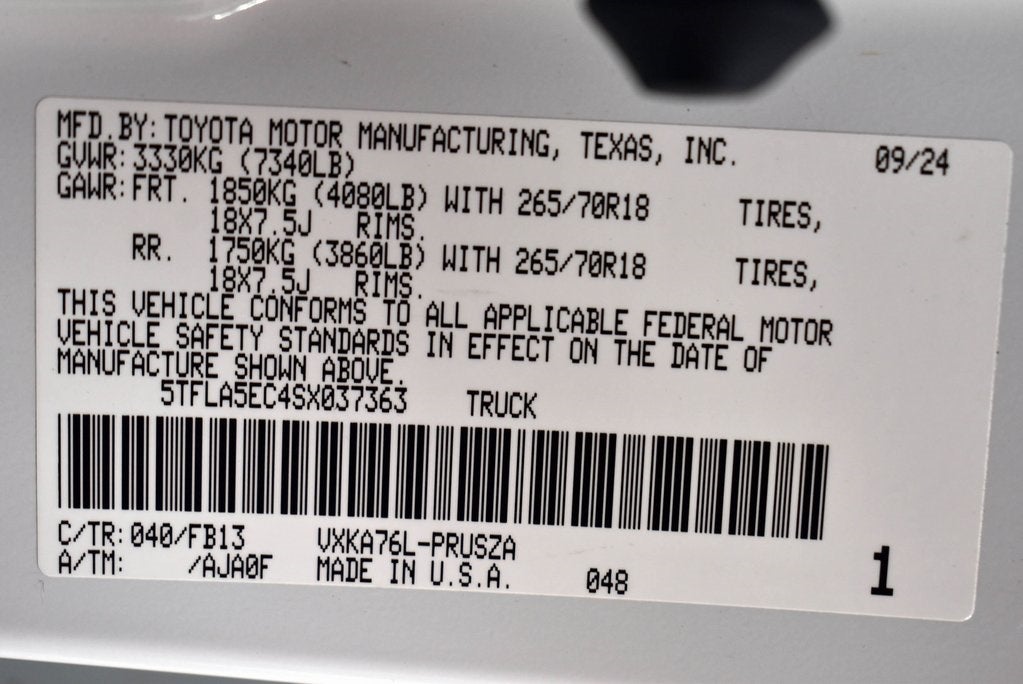 MFD.BY: TOYOTA MOTOR MANUFACTURING, TEXAS, INC. 09/24
GVWR: 3330KG (7340LB)
GAWR: FRT. 1850KG (4080LB) WITH 265/70R18 TIRES,
18X7.5J RIMS.
RR. 1750KG (3860LB) WITH 265/70R18 TIRES,
18X7.5J RIMS.
THIS VEHICLE CONFORMS TO ALL APPLICABLE FEDERAL MOTOR
VEHICLE SAFETY STANDARDS IN EFFECT ON THE DATE OF
MANUFACTURE SHOWN ABOVE.
5TFLA5EC4SX037363 TRUCK
C/TR: 040/FB13 VXKA76L-PRUSZA
A/TM: /AJA0F MADE IN U.S.A. 048 1